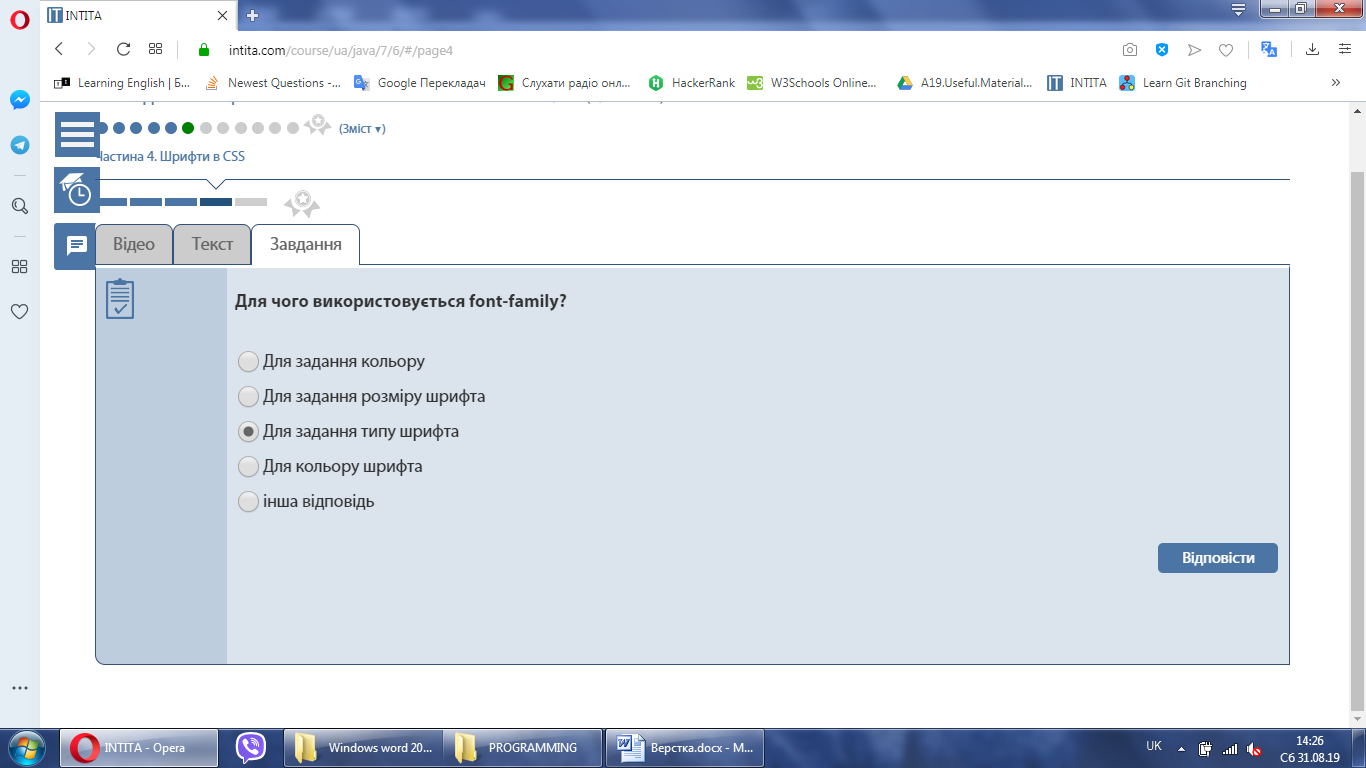 INTITA
intita.com/course/ua/java/7/6/#/page4
Learning English | Б...
Newest Questions -...
Google Перекладач
Слухати радіо онл...
HackerRank
W3Schools Online...
A19.Useful.Material...
INTITA
Learn Git Branching
(Зміст ▾)
Частина 4. Шрифти в CSS
Відео
Текст
Завдання
Для чого використовується font-family?
Для задання кольору
Для задання розміру шрифта
Для задання типу шрифта
Для кольору шрифта
інша відповідь
Відповісти
INTITA - Opera
Windows word 20...
PROGRAMMING
Верстка.docx - M...
UK
14:26
Сб 31.08.19